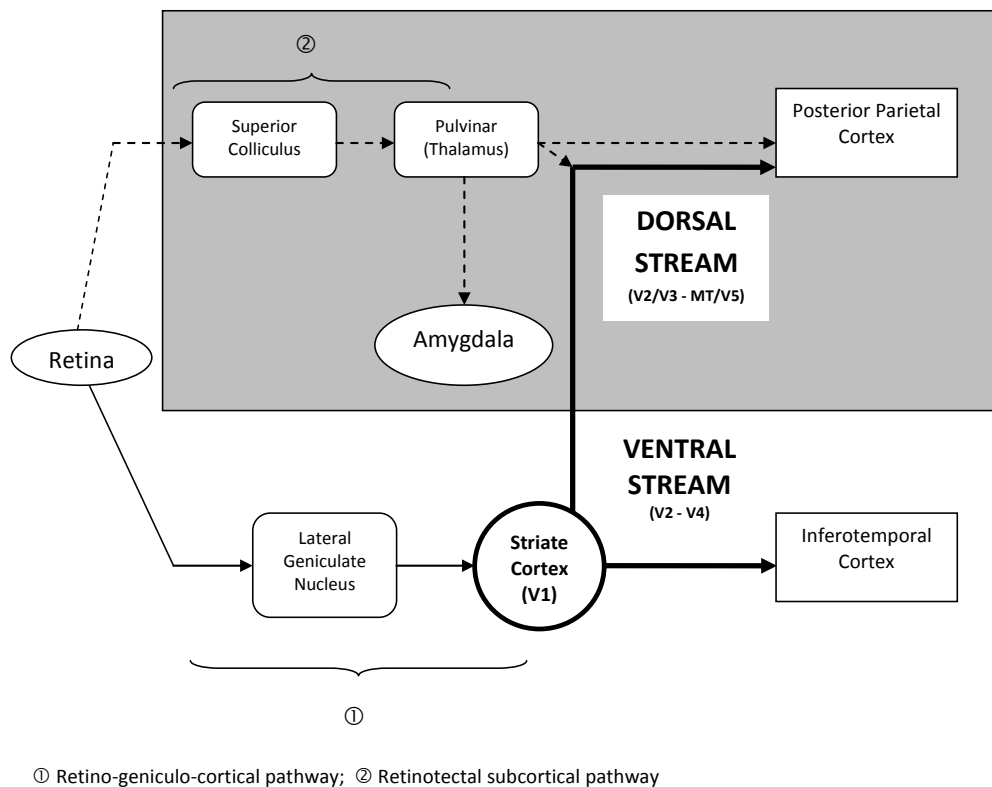 ②
Superior
Colliculus
Pulvinar
(Thalamus)
Posterior Parietal
Cortex
DORSAL
STREAM
(V2/V3 - MT/V5)
Retina
Amygdala
VENTRAL
STREAM
(V2 - V4)
Lateral
Geniculate
Nucleus
Striate
Cortex
(V1)
Inferotemporal
Cortex
①
① Retino-geniculo-cortical pathway; ② Retinotectal subcortical pathway